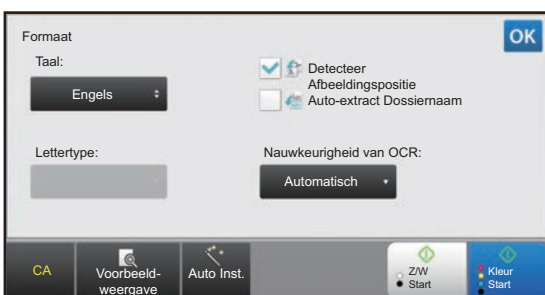 Formaat
OK
Taal:
Engels
Detecteer
Afbeeldingspositie
Auto-extract Dossiernaam
Lettertype:
Nauwkeurigheid van OCR:
Automatisch
CA
Voorbeeld-
weergave
Auto Inst.
Z/W
Start
Kleur
Start